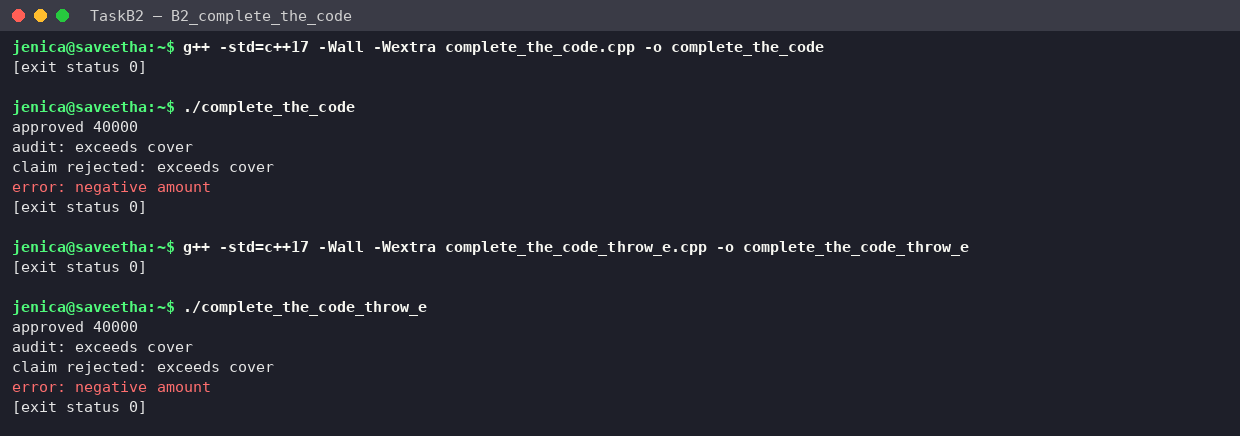 TaskB2 — B2_complete_the_code
jenica@saveetha:~$ g++ -std=c++17 -Wall -Wextra complete_the_code.cpp -o complete_the_code
[exit status 0]
jenica@saveetha:~$ ./complete_the_code
approved 40000
audit: exceeds cover
claim rejected: exceeds cover
error: negative amount
[exit status 0]
jenica@saveetha:~$ g++ -std=c++17 -Wall -Wextra complete_the_code_throw_e.cpp -o complete_the_code_throw_e
[exit status 0]
jenica@saveetha:~$ ./complete_the_code_throw_e
approved 40000
audit: exceeds cover
claim rejected: exceeds cover
error: negative amount
[exit status 0]